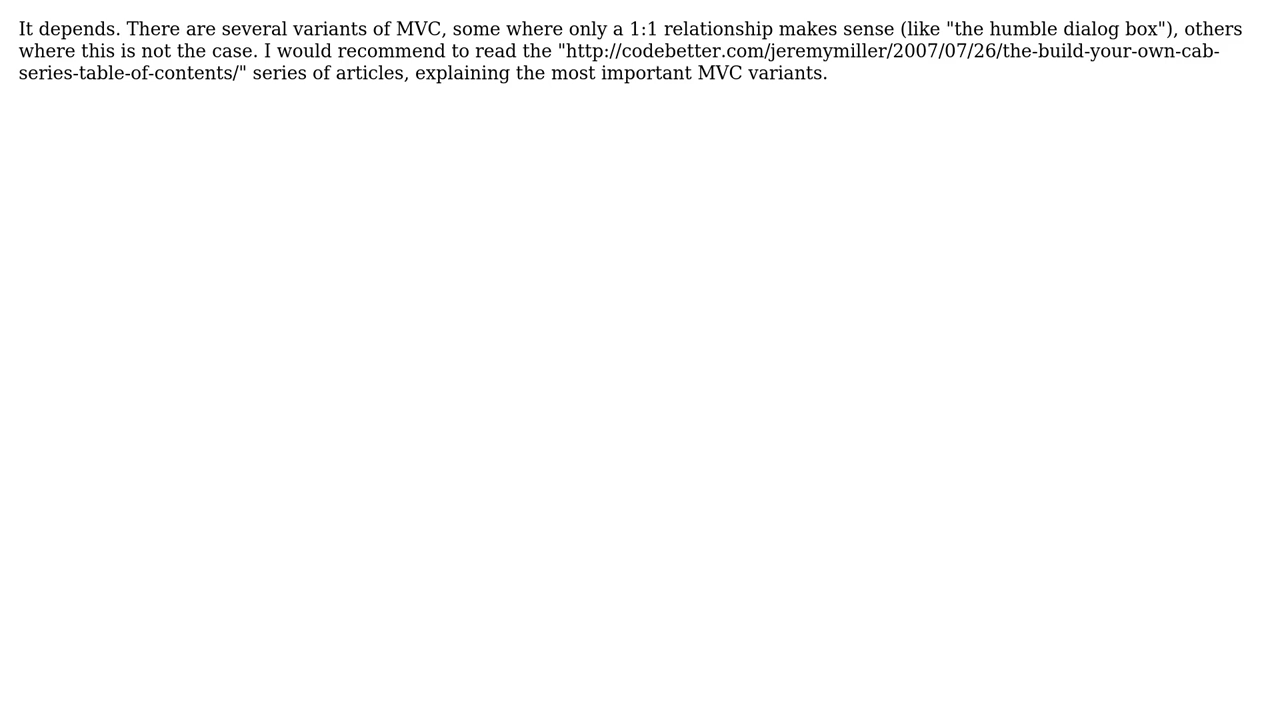 It depends. There are several variants of MVC, some where only a 1:1 relationship makes sense (like "the humble dialog box"), others
where this is not the case. I would recommend to read the "http://codebetter.com/jeremymiller/2007/07/26/the-build-your-own-cab-
series-table-of-contents/" series of articles, explaining the most important MVC variants.